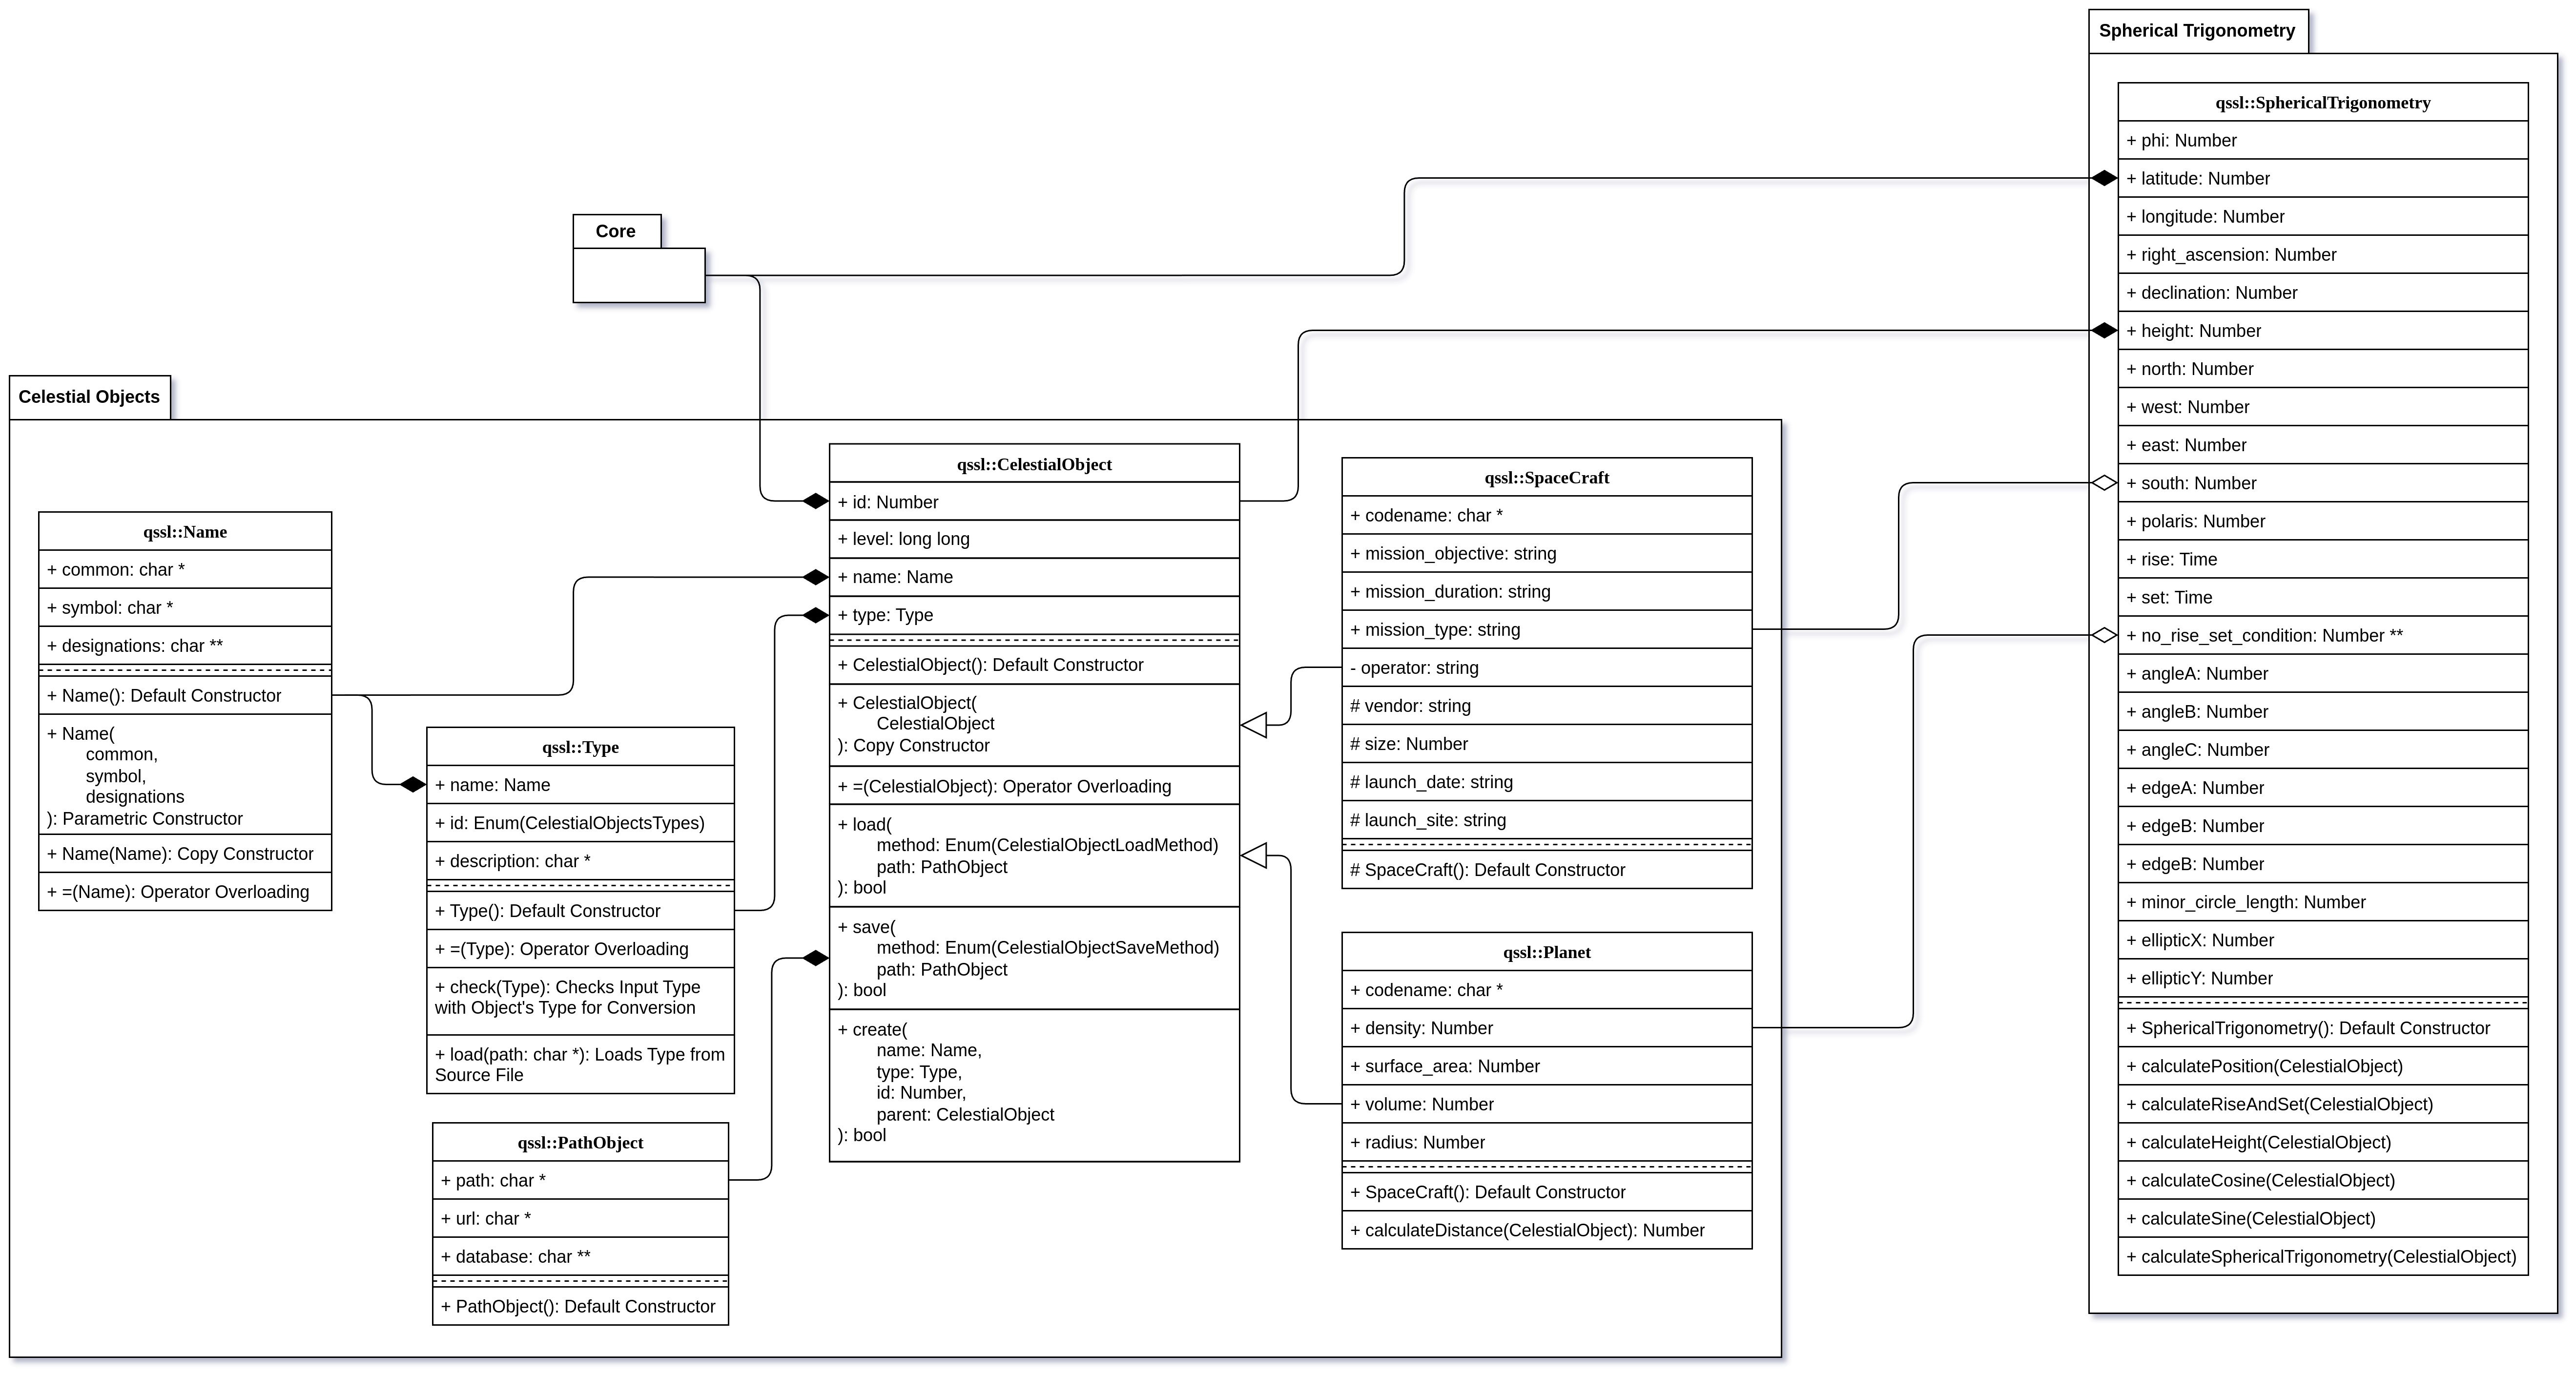 Spherical Trigonometry
qssl::SphericalTrigonometry
+ phi: Number
+ latitude: Number
+ longitude: Number
+ right_ascension: Number
+ declination: Number
+ height: Number
+ north: Number
+ west: Number
+ east: Number
+ south: Number
+ polaris: Number
+ rise: Time
+ set: Time
+ no_rise_set_condition: Number **
+ angleA: Number
+ angleB: Number
+ angleC: Number
+ edgeA: Number
+ edgeB: Number
+ edgeB: Number
+ minor_circle_length: Number
+ ellipticX: Number
+ ellipticY: Number
+ SphericalTrigonometry(): Default Constructor
+ calculatePosition(CelestialObject)
+ calculateRiseAndSet(CelestialObject)
+ calculateHeight(CelestialObject)
+ calculateCosine(CelestialObject)
+ calculateSine(CelestialObject)
+ calculateSphericalTrigonometry(CelestialObject)
Core
Celestial Objects
qssl::Name
+ common: char *
+ symbol: char *
+ designations: char **
+ Name(): Default Constructor
+ Name(
common,
symbol,
designations
): Parametric Constructor
+ Name(Name): Copy Constructor
+ =(Name): Operator Overloading
qssl::Type
+ name: Name
+ id: Enum(CelestialObjectsTypes)
+ description: char *
+ Type(): Default Constructor
+ =(Type): Operator Overloading
+ check(Type): Checks Input Type
with Object's Type for Conversion
+ load(path: char *): Loads Type from
Source File
qssl::PathObject
+ path: char *
+ url: char *
+ database: char **
+ PathObject(): Default Constructor
qssl::CelestialObject
+ id: Number
+ level: long long
+ name: Name
+ type: Type
+ CelestialObject(): Default Constructor
+ CelestialObject(
CelestialObject
): Copy Constructor
+ =(CelestialObject): Operator Overloading
+ load(
method: Enum(CelestialObjectLoadMethod)
path: PathObject
): bool
+ save(
method: Enum(CelestialObjectSaveMethod)
path: PathObject
): bool
+ create(
name: Name,
type: Type,
id: Number,
parent: CelestialObject
): bool
qssl::SpaceCraft
+ codename: char *
+ mission_objective: string
+ mission_duration: string
+ mission_type: string
- operator: string
# vendor: string
# size: Number
# launch_date: string
# launch_site: string
# SpaceCraft(): Default Constructor
qssl::Planet
+ codename: char *
+ density: Number
+ surface_area: Number
+ volume: Number
+ radius: Number
+ SpaceCraft(): Default Constructor
+ calculateDistance(CelestialObject): Number